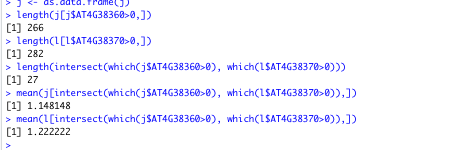 > j <- as.data.frame(j)
> length(j[j$AT4G38360>0,])
[1] 266
> length(l[l$AT4G38370>0,])
[1] 282
> length(intersect(which(j$AT4G38360>0), which(l$AT4G38370>0)))
[1] 27
> mean(j[intersect(which(j$AT4G38360>0), which(l$AT4G38370>0)),])
[1] 1.148148
> mean(l[intersect(which(j$AT4G38360>0), which(l$AT4G38370>0)),])
[1] 1.222222
>